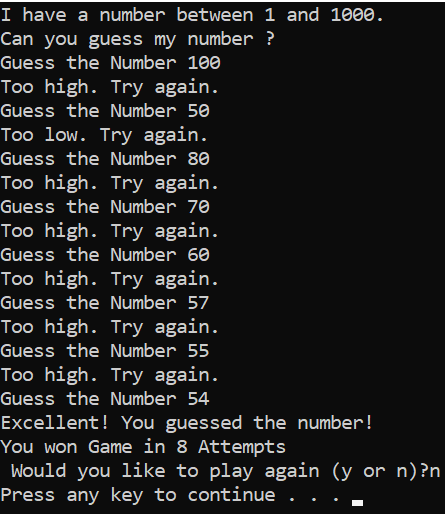 I have a number between 1 and 1000.
Can you guess my number ?
Guess the Number 100
Too high. Try again.
Guess the Number 50
Too low. Try again.
Guess the Number 80
Too high. Try again.
Guess the Number 70
Too high. Try again.
Guess the Number 60
Too high. Try again.
Guess the Number 57
Too high. Try again.
Guess the Number 55
Too high. Try again.
Guess the Number 54
Excellent! You guessed the number!
You won Game in 8 Attempts
 Would you like to play again (y or n)?n
Press any key to continue . . .